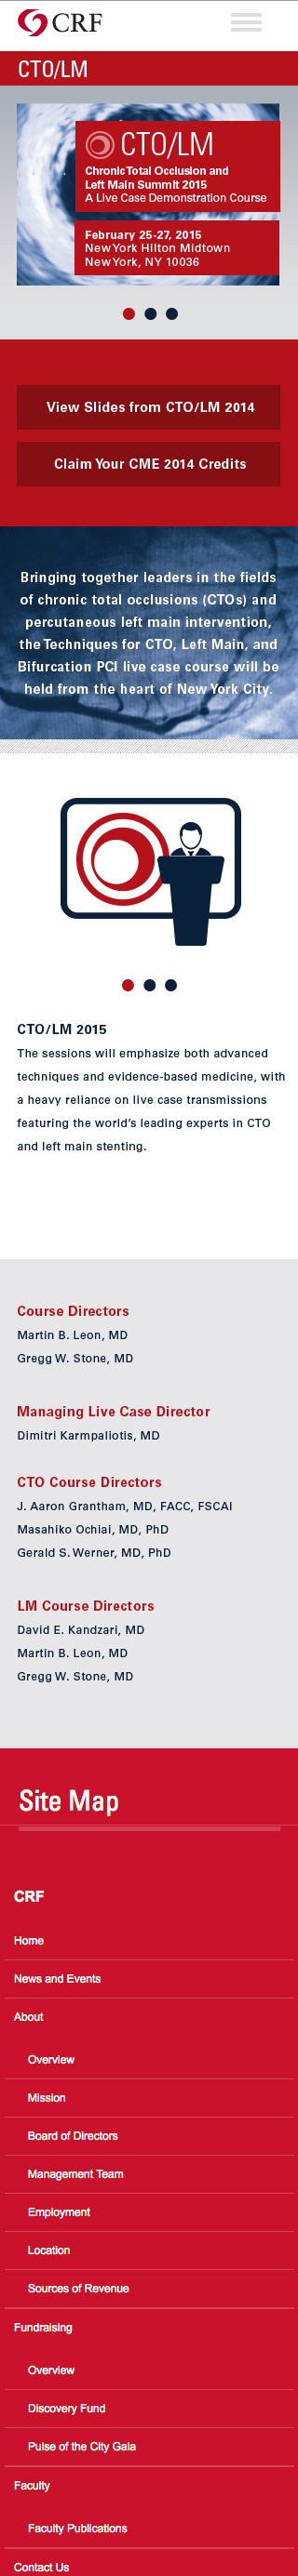 CRF
CTO/LM
CTO/LM
Chronic Total Occlusion and
Left Main Summit 2015
A Live Case Demonstration Course
February 25-27, 2015
New York Hilton Midtown
New York, NY 10036
View Slides from CTO/LM 2014
Claim Your CME 2014 Credits
Bringing together leaders in the fields
of chronic total occlusions (CTOs) and
percutaneous left main intervention,
the Techniques for CTO, Left Main, and
Bifurcation PCI live case course will be
held from the heart of New York City.
CTO/LM 2015
The sessions will emphasize both advanced
techniques and evidence-based medicine, with
a heavy reliance on live case transmissions
featuring the world's leading experts in CTO
and left main stenting.
Course Directors
Martin B. Leon, MD
Gregg W. Stone, MD
Managing Live Case Director
Dimitri Karmpaliotis, MD
CTO Course Directors
J. Aaron Grantham, MD, FACC, FSCAI
Masahiko Ochiai, MD, PhD
Gerald S. Werner, MD, PhD
LM Course Directors
David E. Kandzari, MD
Martin B. Leon, MD
Gregg W. Stone, MD
Site Map
CRF
Home
News and Events
About
Overview
Mission
Board of Directors
Management Team
Employment
Location
Sources of Revenue
Fundraising
Overview
Discovery Fund
Pulse of the City Gala
Faculty
Faculty Publications
Contact Us